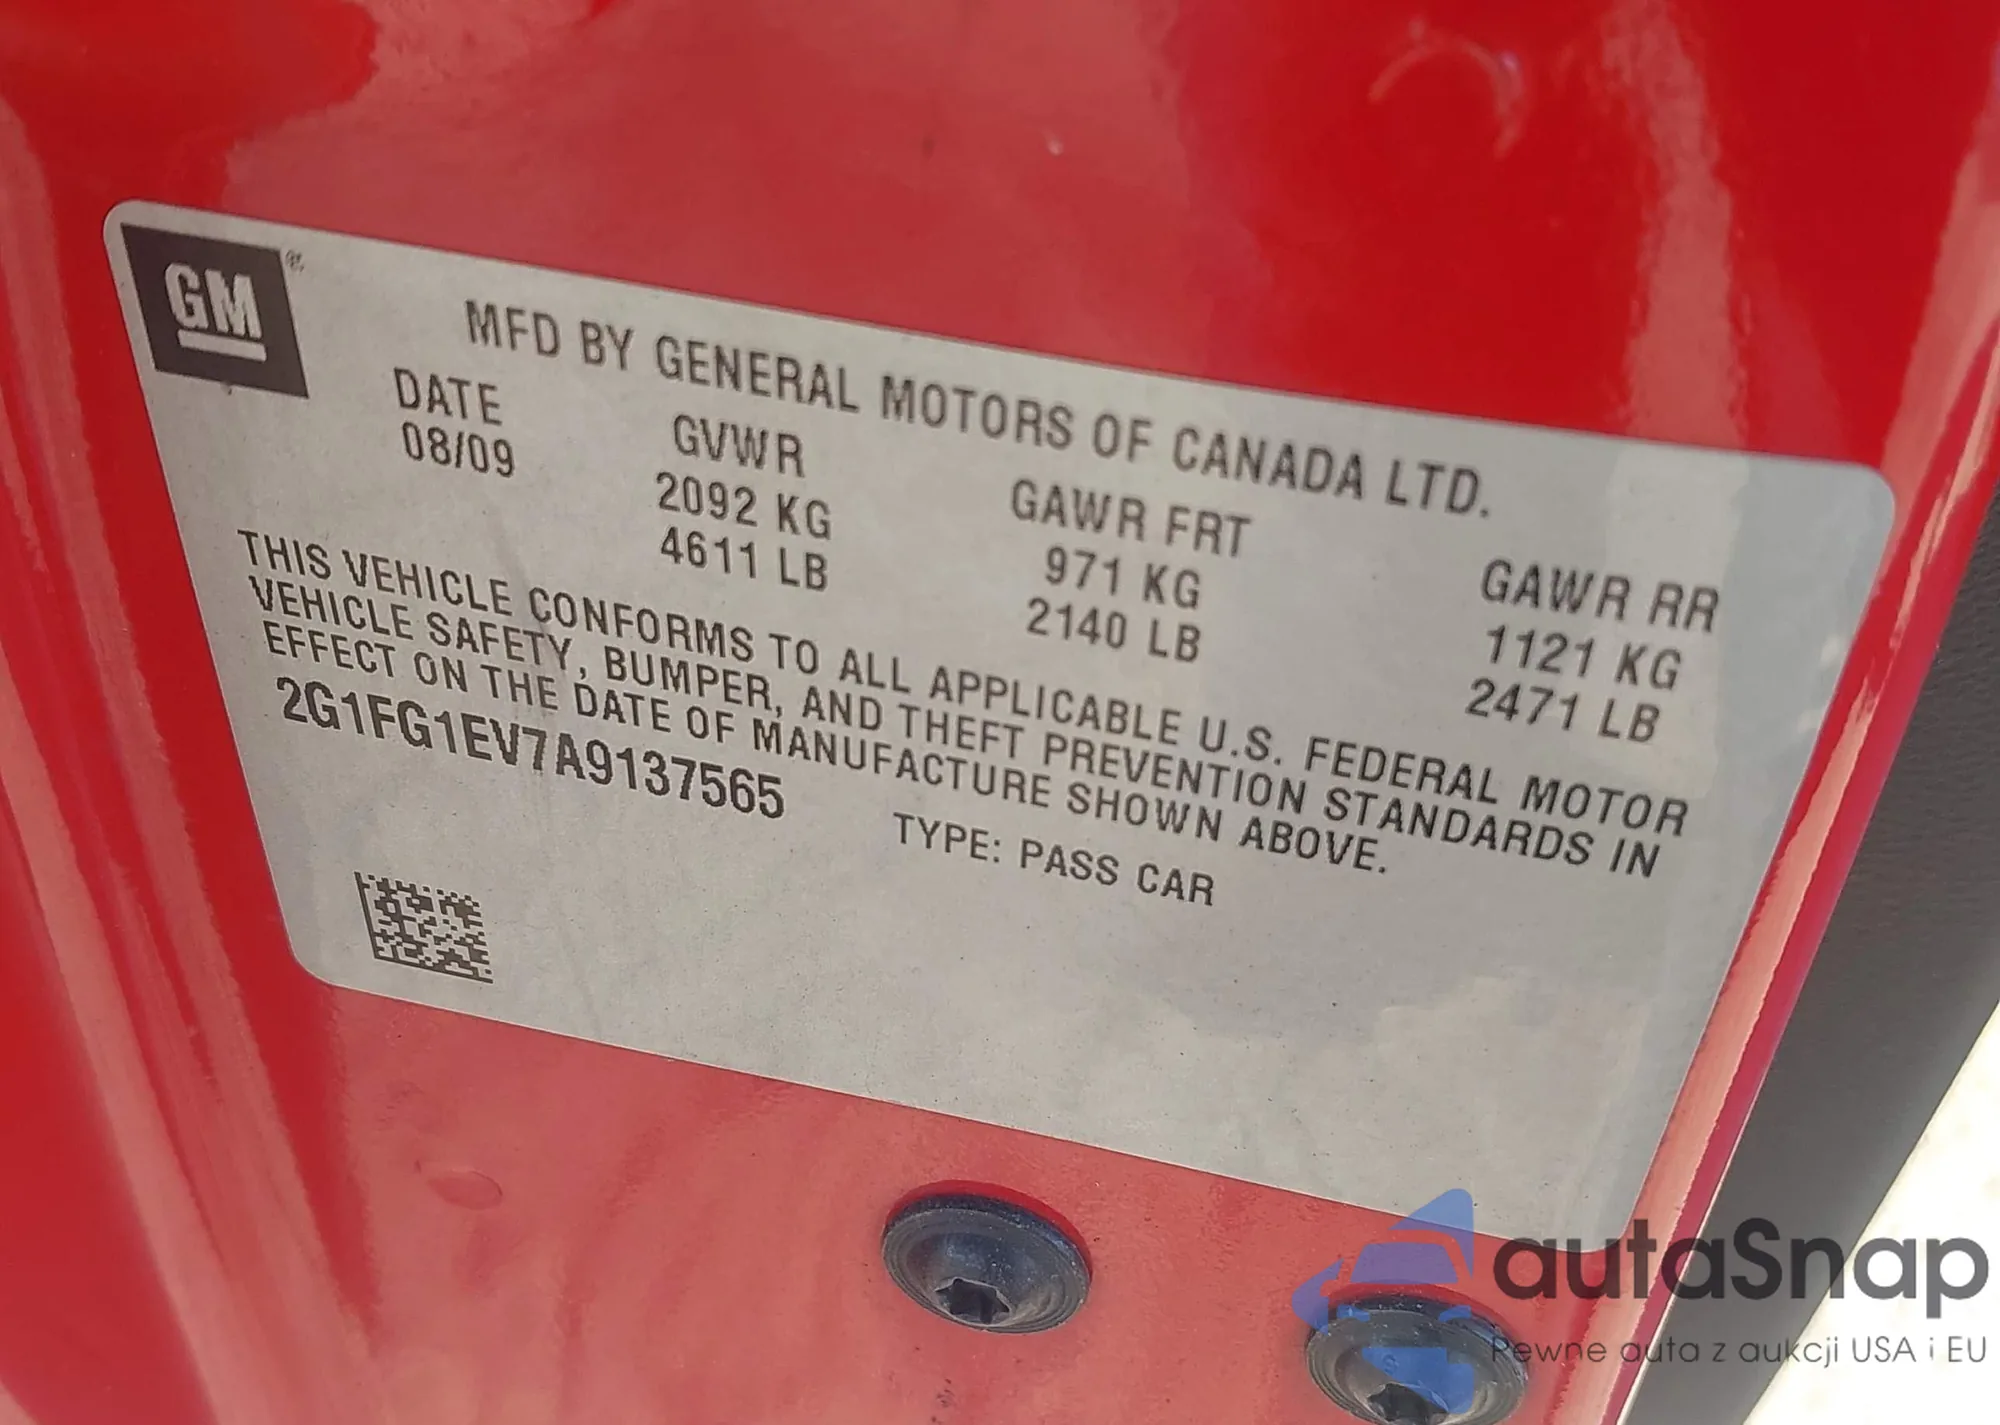 GM
MFD BY GENERAL MOTORS OF CANADA LTD.
DATE
08/09
GVWR
2092 KG
4611 LB
GAWR FRT
971 KG
2140 LB
GAWR RR
1121 KG
2471 LB
THIS VEHICLE CONFORMS TO ALL APPLICABLE U.S. FEDERAL MOTOR
VEHICLE SAFETY, BUMPER, AND THEFT PREVENTION STANDARDS IN
EFFECT ON THE DATE OF MANUFACTURE SHOWN ABOVE.
2G1FG1EV7A9137565
TYPE: PASS CAR
autaSnap
Pewne auta z aukcji USA i EU